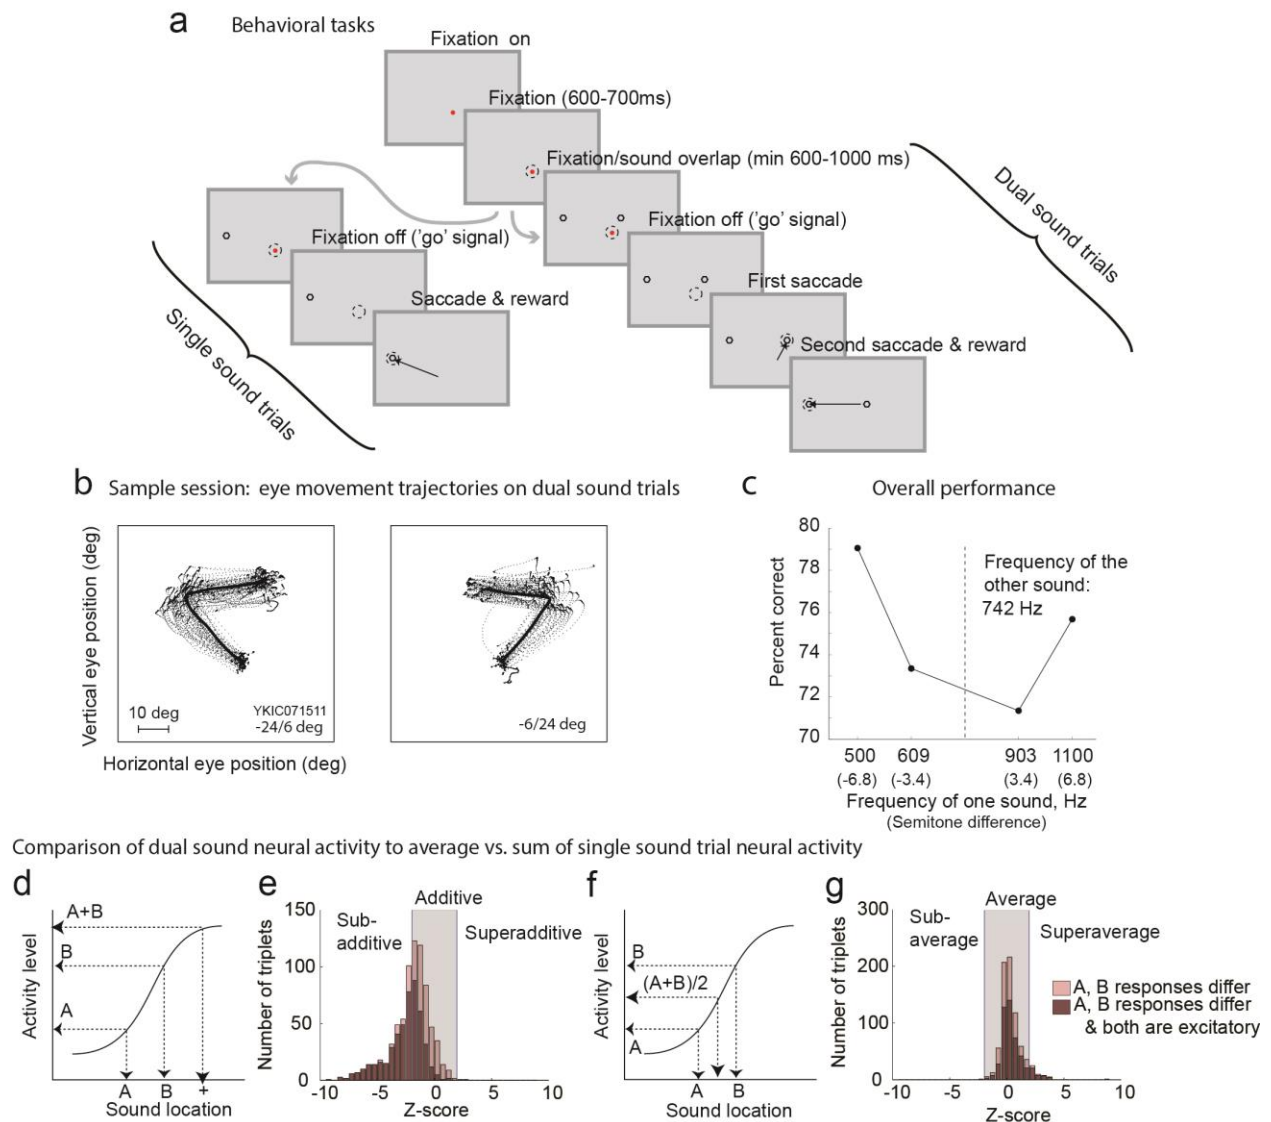 a
Behavioral tasks
Fixation on
Fixation (600-700ms)
Fixation/sound overlap (min 600-1000 ms)
Fixation off ('go' signal)
First saccade
Second saccade & reward
Dual sound trials
Fixation off ('go' signal)
Saccade & reward
Single sound trials
b
Sample session: eye movement trajectories on dual sound trials
Vertical eye position (deg)
10 deg
YKIC071511
-24/6 deg
-6/24 deg
Horizontal eye position (deg)
c
Overall performance
Percent correct
80
78
76
74
72
70
Frequency of the
other sound:
742 Hz
500 609 903 1100
(-6.8) (-3.4) (3.4) (6.8)
Frequency of one sound, Hz
(Semitone difference)
Comparison of dual sound neural activity to average vs. sum of single sound trial neural activity
d
Activity level
A+B
B
A
A B +
Sound location
e
Number of triplets
150
100
50
0
Sub-
additive
Additive
Superadditive
-10 -5 0 5 10
Z-score
f
Activity level
B
(A+B)/2
A
A B
Sound location
g
Number of triplets
300
200
100
0
Sub-
average
Average
Superaverage
-10 -5 0 5 10
Z-score
A, B responses differ
A, B responses differ
& both are excitatory